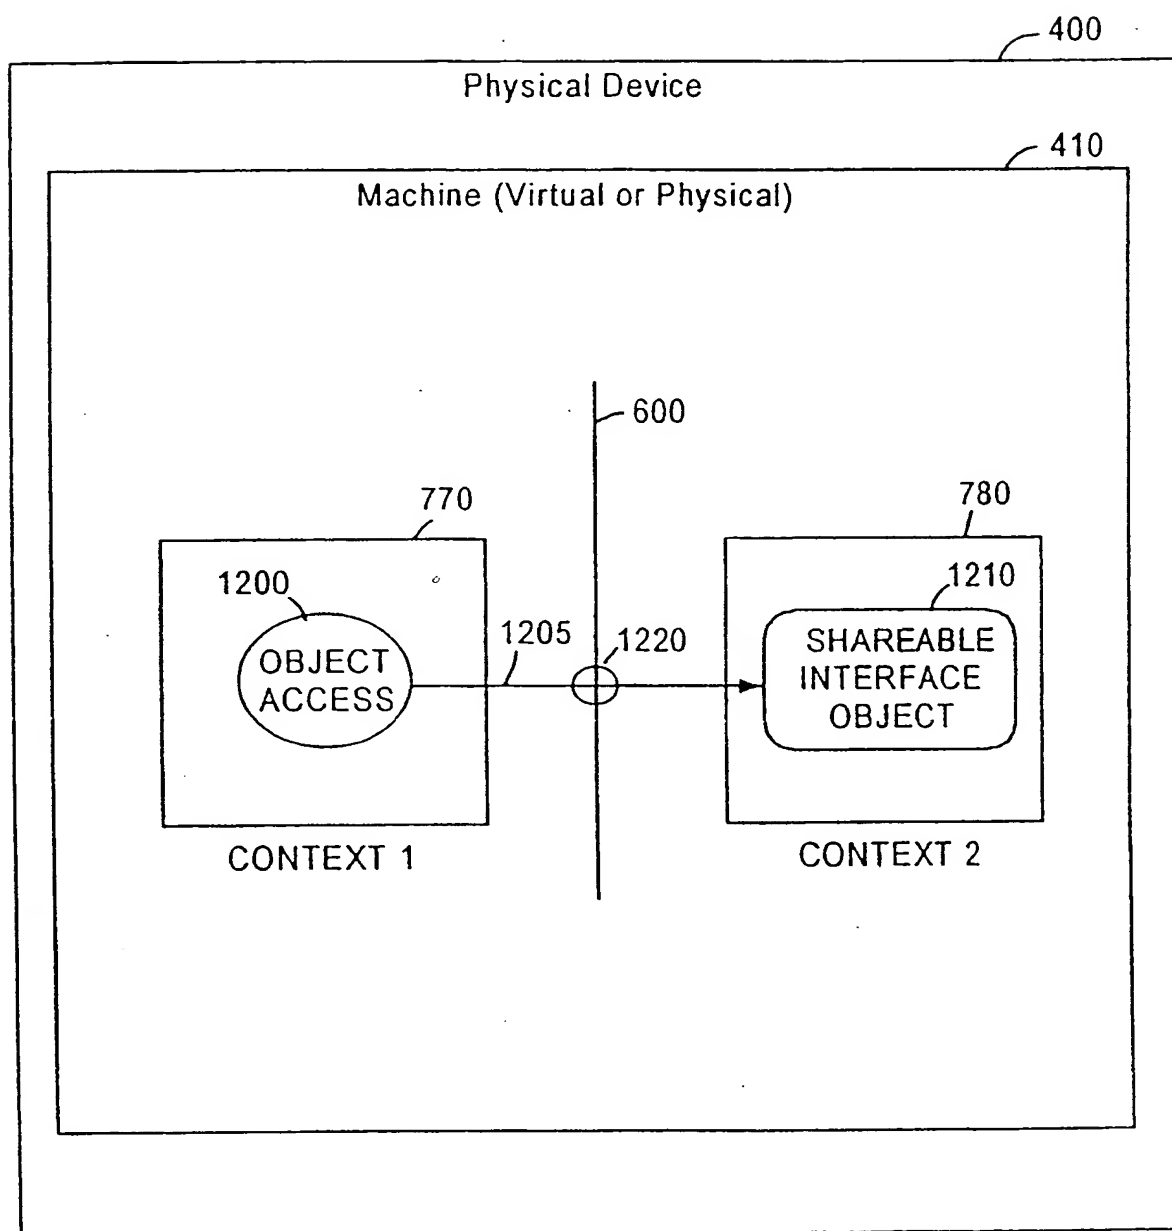 400
Physical Device
410
Machine (Virtual or Physical)
600
770
780
1200
1210
1205
1220
OBJECT
ACCESS
SHAREABLE
INTERFACE
OBJECT
CONTEXT 1
CONTEXT 2